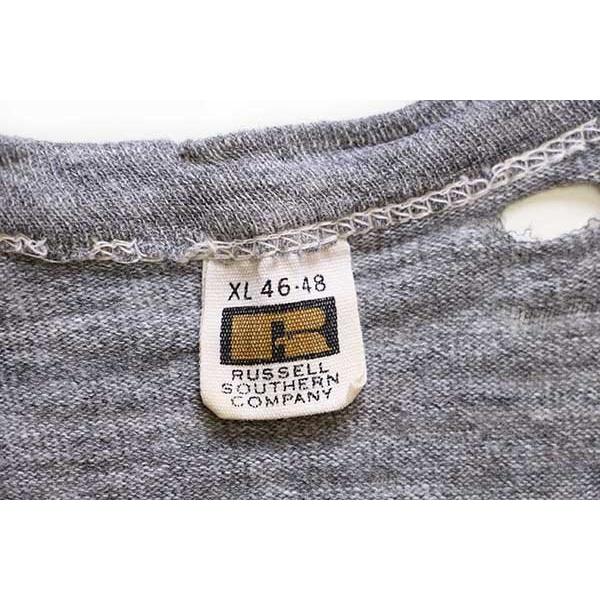 XL 46-48
R
RUSSELL
SOUTHERN
COMPANY